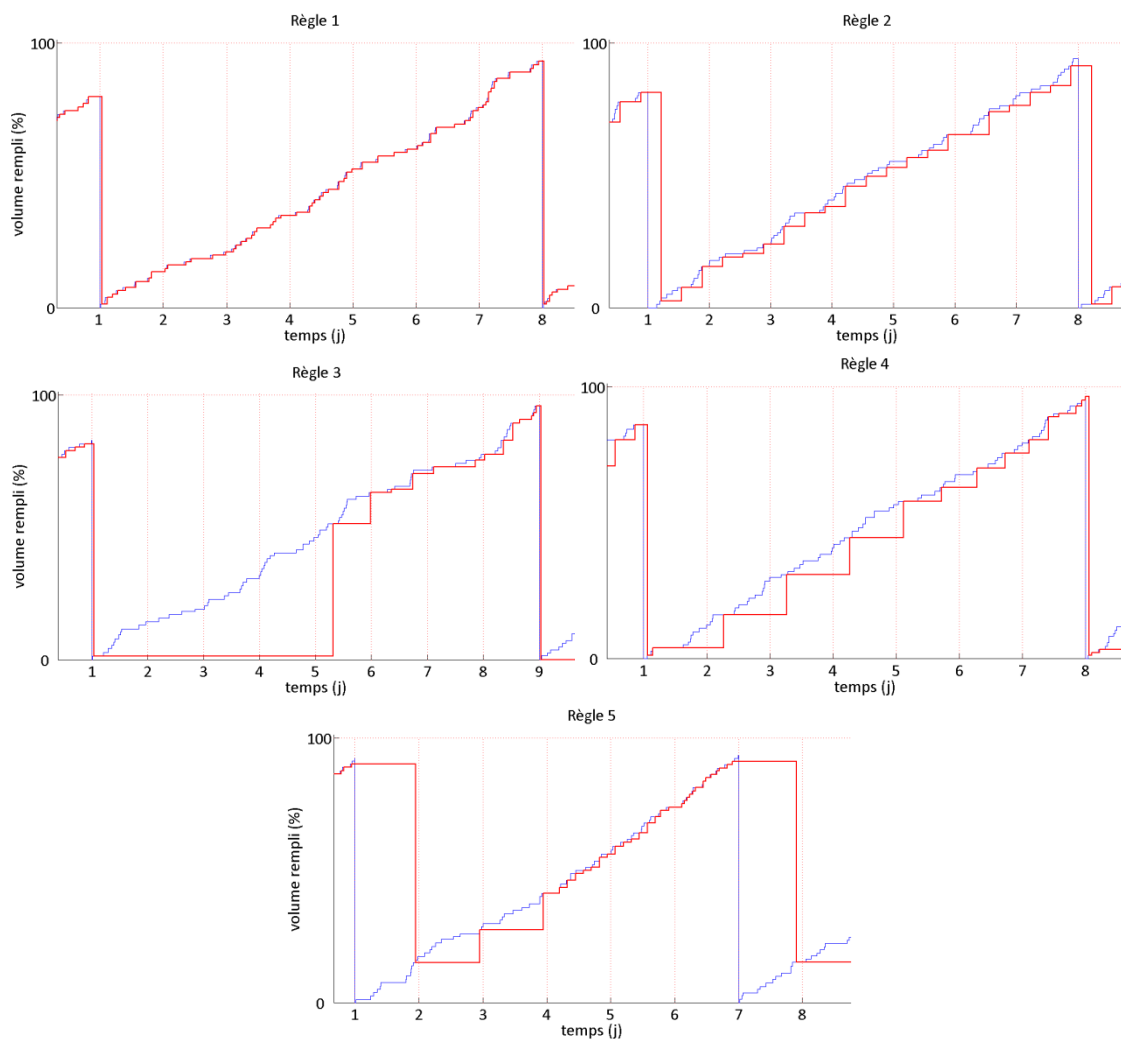 Règle 1
100
volume rempli (%)
0
1 2 3 4 5 6 7 8
temps (j)
Règle 2
100
0
1 2 3 4 5 6 7 8
temps (j)
Règle 3
100
volume rempli (%)
0
1 2 3 4 5 6 7 8 9
temps (j)
Règle 4
100
0
1 2 3 4 5 6 7 8
temps (j)
Règle 5
100
volume rempli (%)
0
1 2 3 4 5 6 7 8
temps (j)